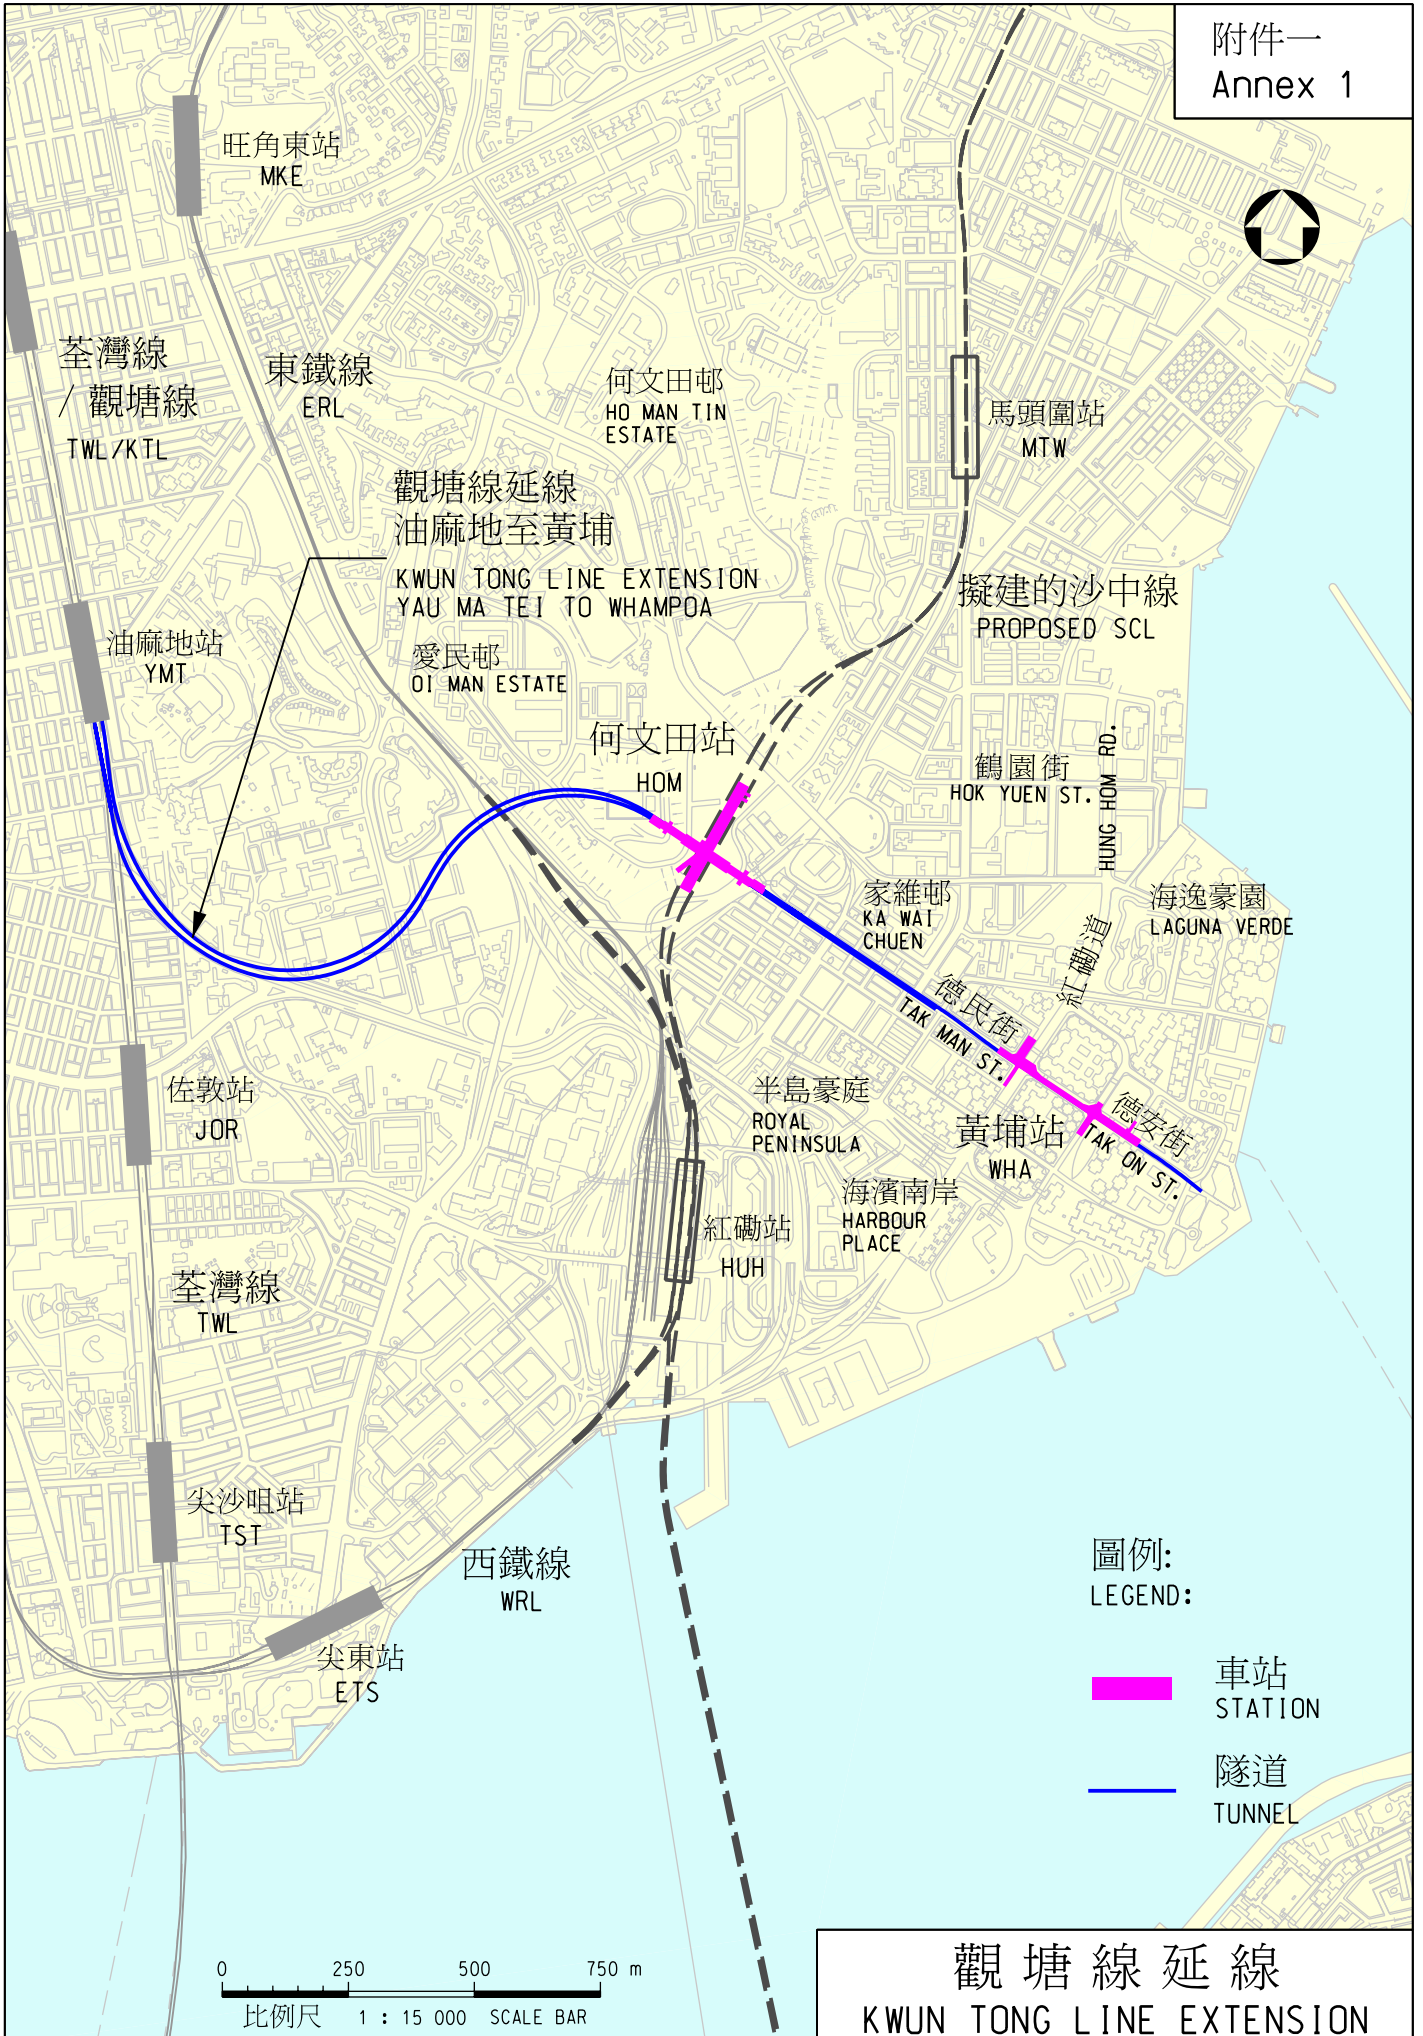 附件一
Annex 1
旺角東站
MKE
荃灣線
/ 觀塘線
TWL/KTL
東鐵線
ERL
何文田邨
HO MAN TIN
ESTATE
馬頭圍站
MTW
觀塘線延線
油麻地至黃埔
KWUN TONG LINE EXTENSION
YAU MA TEI TO WHAMPOA
擬建的沙中線
PROPOSED SCL
油麻地站
YMT
愛民邨
OI MAN ESTATE
何文田站
HOM
鶴園街
HOK YUEN ST.
HUNG HOM RD.
紅磡道
家維邨
KA WAI
CHUEN
海逸豪園
LAGUNA VERDE
德民街
TAK MAN ST.
佐敦站
JOR
半島豪庭
ROYAL
PENINSULA
黃埔站
WHA
德安街
TAK ON ST.
海濱南岸
HARBOUR
PLACE
紅磡站
HUH
荃灣線
TWL
尖沙咀站
TST
西鐵線
WRL
尖東站
ETS
圖例:
LEGEND:
車站
STATION
隧道
TUNNEL
0 250 500 750 m
比例尺 1 : 15 000 SCALE BAR
觀塘線延線
KWUN TONG LINE EXTENSION